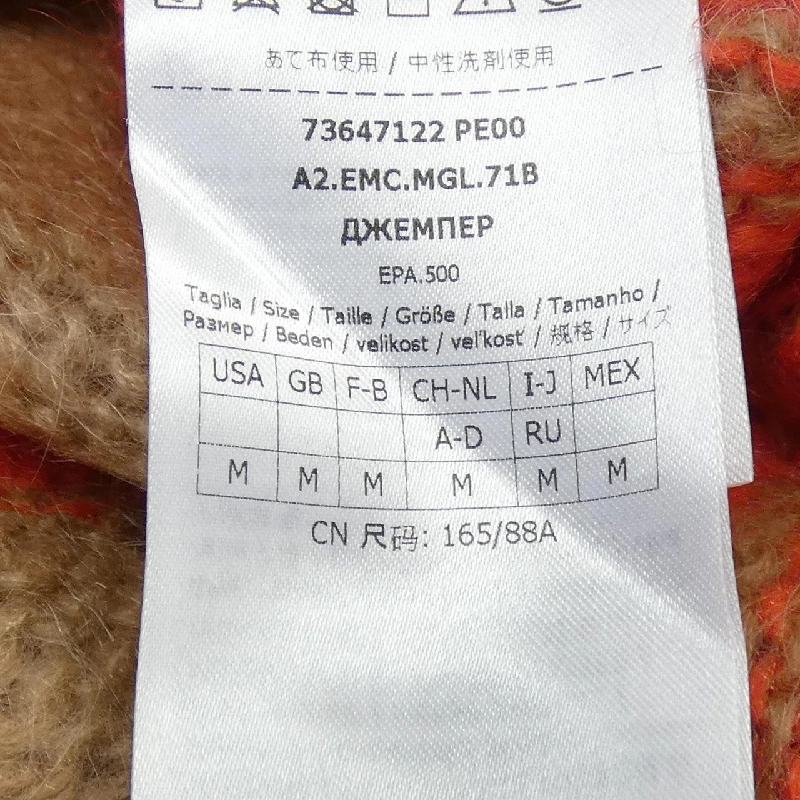 あて布使用 / 中性洗剤使用
73647122 PE00
A2.EMC.MGL.71B
ДЖЕМПЕР
EPA.500
Taglia / Size / Taille / Größe / Talla / Tamanho /
Размер / Beden / velikost / veľkosť / 规格 / サイズ
USA GB F-B CH-NL I-J MEX
A-D RU
M M M M M M
CN 尺码: 165/88A